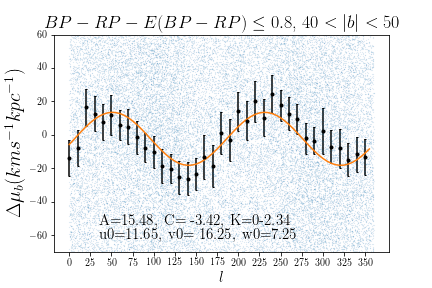 BP − RP − E(BP − RP) ≤ 0.8, 40 < |b| < 50
Δμ_b(kms⁻¹kpc⁻¹)
60
40
20
0
−20
−40
−60
A=15.48, C= -3.42, K=0-2.34
u0=11.65, v0= 16.25, w0=7.25
0 25 50 75 100 125 150 175 200 225 250 275 300 325 350
l